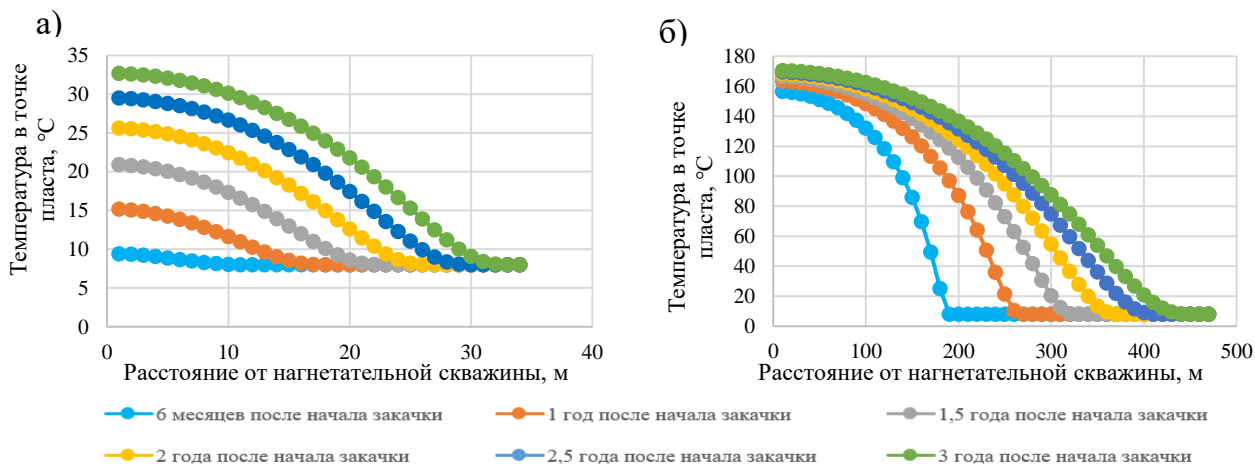 а)
Температура в точке
пласта, °С
35
30
25
20
15
10
5
0
0
10
20
30
40
Расстояние от нагнетательной скважины, м
б)
Температура в точке
пласта, °С
180
160
140
120
100
80
60
40
20
0
0
100
200
300
400
500
Расстояние от нагнетательной скважины, м
6 месяцев после начала закачки
1 год после начала закачки
1,5 года после начала закачки
2 года после начала закачки
2,5 года после начала закачки
3 года после начала закачки